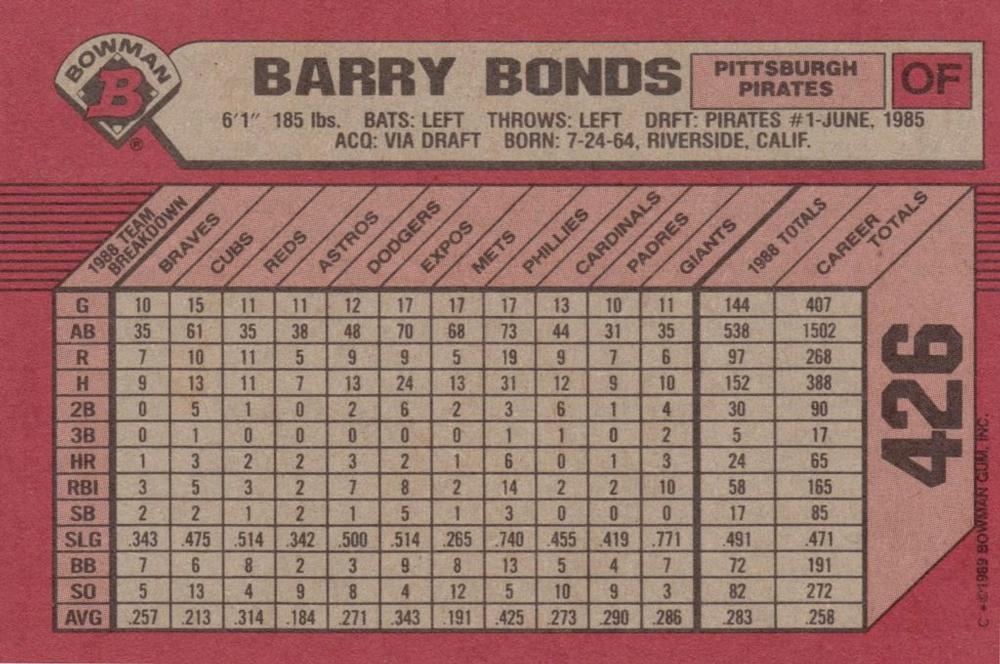 BOWMAN
B
®
BARRY BONDS
PITTSBURGH
PIRATES
OF
6'1" 185 lbs. BATS: LEFT THROWS: LEFT DRFT: PIRATES #1-JUNE, 1985
ACQ: VIA DRAFT BORN: 7-24-64, RIVERSIDE, CALIF.
1988 TEAM BREAKDOWN BRAVES CUBS REDS ASTROS DODGERS EXPOS METS PHILLIES CARDINALS PADRES GIANTS 1988 TOTALS CAREER TOTALS
G 10 15 11 11 12 17 17 17 13 10 11 144 407
AB 35 61 35 38 48 70 68 73 44 31 35 538 1502
R 7 10 11 5 9 9 5 19 9 7 6 97 268
H 9 13 11 7 13 24 13 31 12 9 10 152 388
2B 0 5 1 0 2 6 2 3 6 1 4 30 90
3B 0 1 0 0 0 0 0 1 1 0 2 5 17
HR 1 3 2 2 3 2 1 6 0 1 3 24 65
RBI 3 5 3 2 7 8 2 14 2 2 10 58 165
SB 2 2 1 2 1 5 1 3 0 0 0 17 85
SLG .343 .475 .514 .342 .500 .514 .265 .740 .455 .419 .771 .491 .471
BB 7 6 8 2 3 9 8 13 5 4 7 72 191
SO 5 13 4 9 8 4 12 5 10 9 3 82 272
AVG .257 .213 .314 .184 .271 .343 .191 .425 .273 .290 .286 .283 .258
426
C *©1989 BOWMAN GUM, INC.